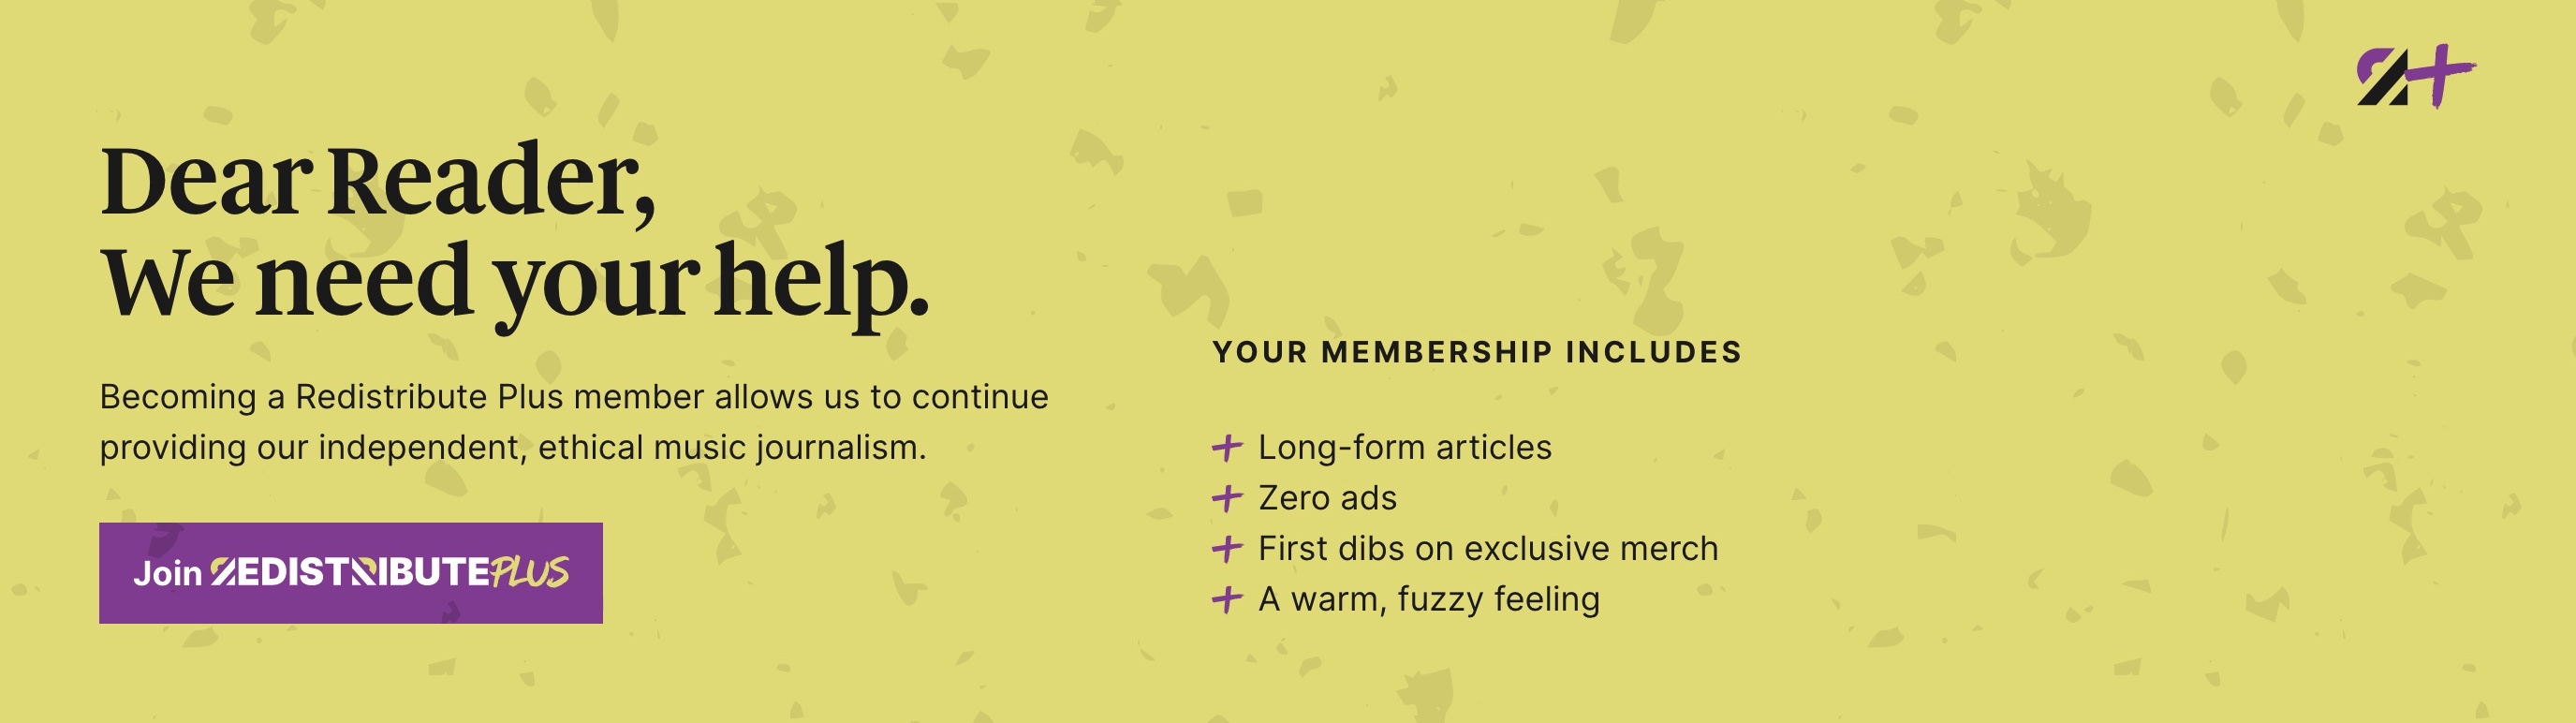 Dear Reader,
We need your help.
Becoming a Redistribute Plus member allows us to continue
providing our independent, ethical music journalism.
Join REDISTRIBUTE PLUS
R+
YOUR MEMBERSHIP INCLUDES
+ Long-form articles
+ Zero ads
+ First dibs on exclusive merch
+ A warm, fuzzy feeling